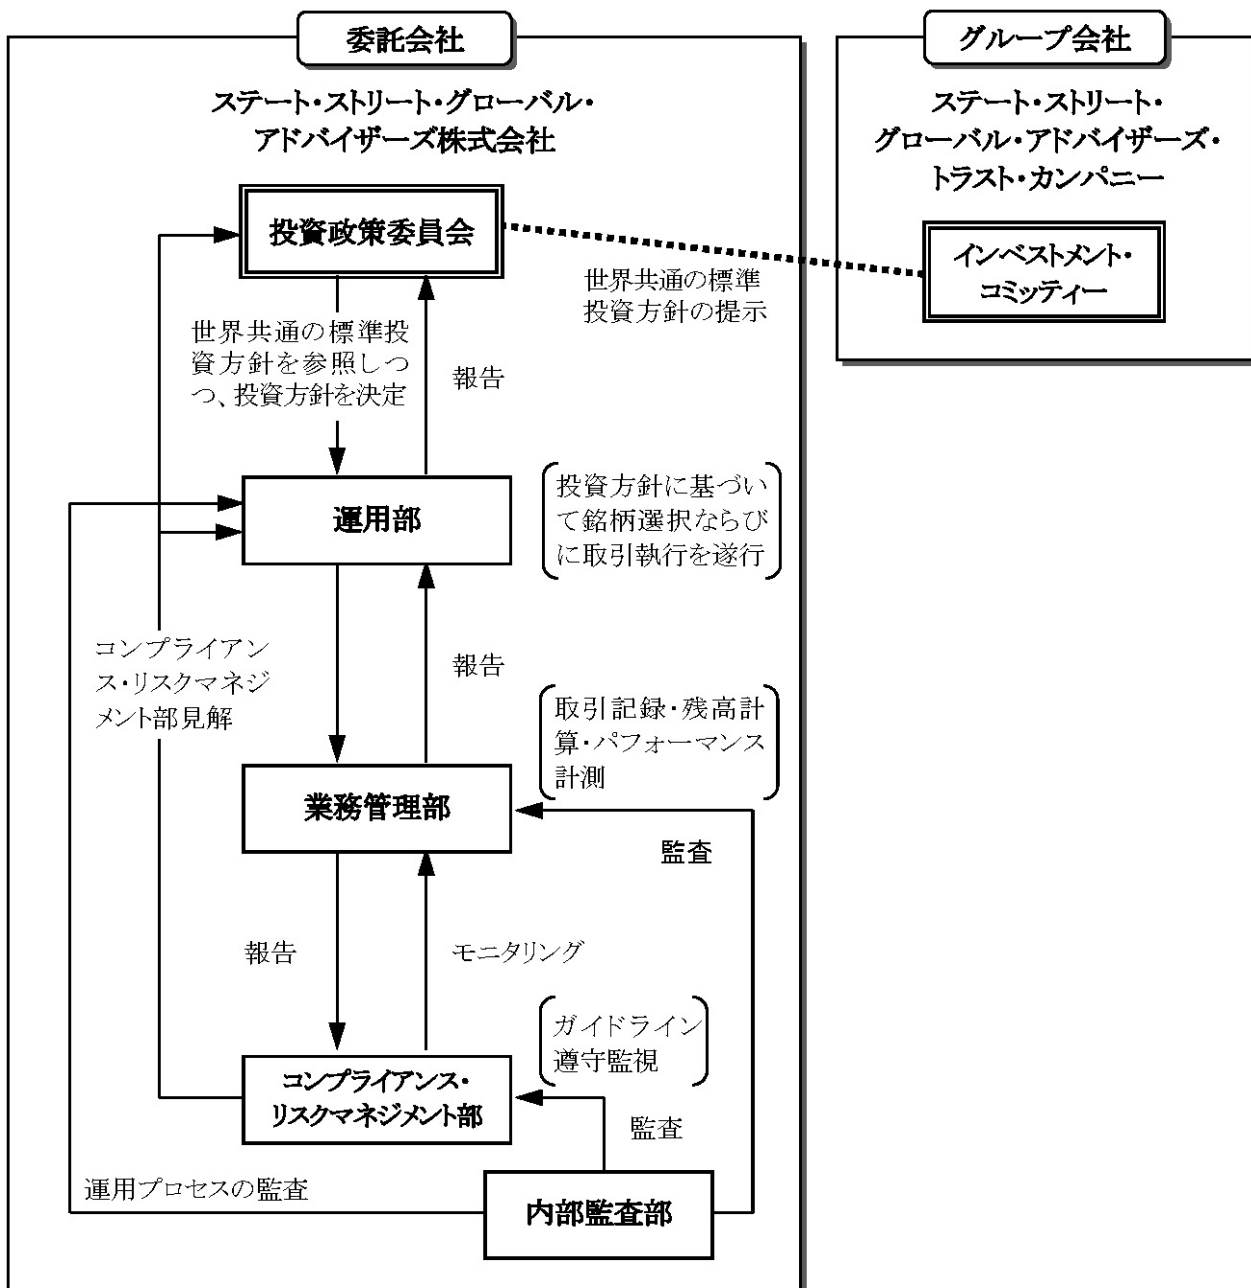 委託会社
ステート・ストリート・グローバル・
アドバイザーズ株式会社
グループ会社
ステート・ストリート・
グローバル・アドバイザーズ・
トラスト・カンパニー
投資政策委員会
インベストメント・
コミッティー
世界共通の標準
投資方針の提示
世界共通の標準投
資方針を参照しつ
つ、投資方針を決定
報告
運用部
投資方針に基づい
て銘柄選択ならび
に取引執行を遂行
コンプライアン
ス・リスクマネジ
メント部見解
報告
取引記録・残高計
算・パフォーマンス
計測
業務管理部
監査
報告
モニタリング
ガイドライン
遵守監視
コンプライアンス・
リスクマネジメント部
監査
運用プロセスの監査
内部監査部